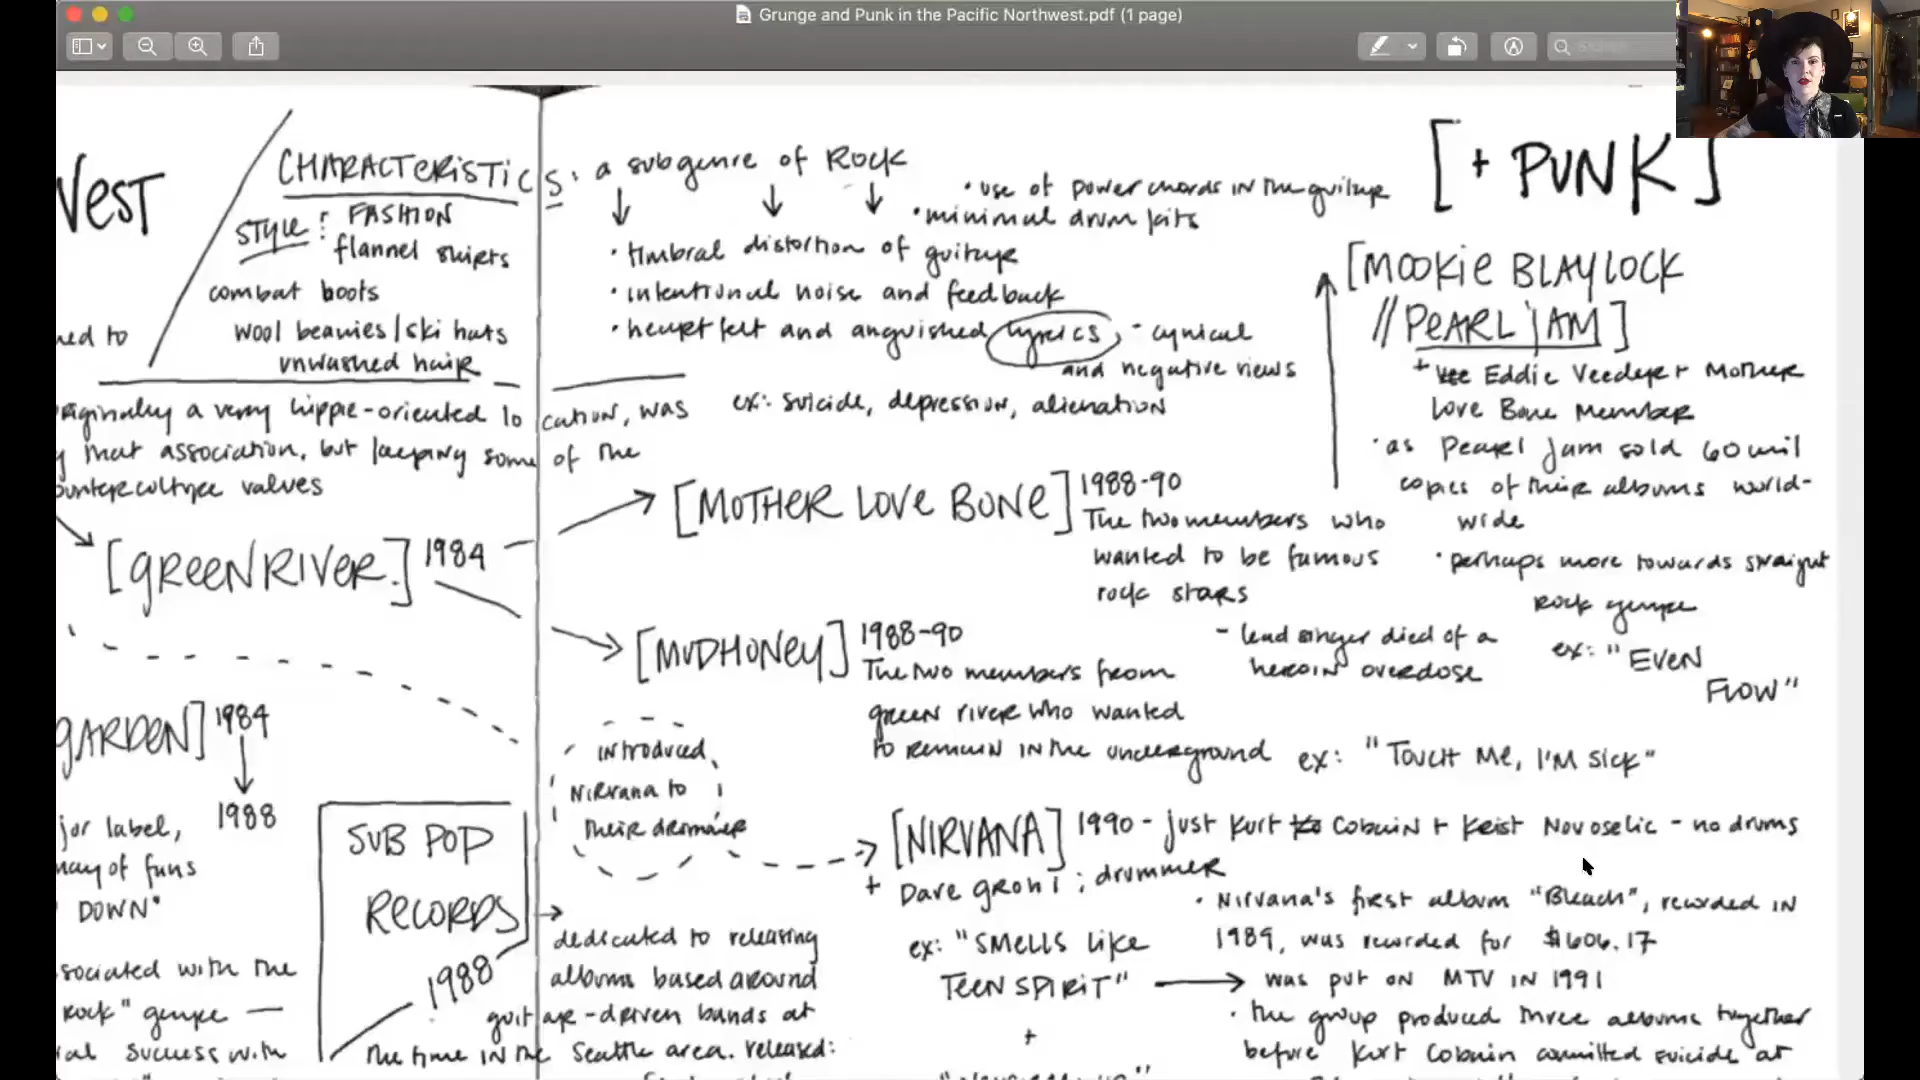 Grunge and Punk in the Pacific Northwest.pdf (1 page)
Search
WEST
CHARACTERISTICS: a subgenre of ROCK
STYLE: FASHION
flannel shirts
combat boots
wool beanies/ski hats
unwashed hair
• use of power chords in the guitar
• minimal drum kits
• timbral distortion of guitar
• intentional noise and feedback
• heartfelt and anguished lyrics, - cynical
and negative views
ex: suicide, depression, alienation
[+ PUNK]
[MOOKIE BLAYLOCK
// PEARL JAM]
+ Eddie Veeder + Mother
Love Bone Member
• as Pearl Jam sold 60 mil
copies of their albums world-
wide
• perhaps more towards straight
rock genre
ex: "EVEN
FLOW"
ned to
originally a very hippie-oriented location, was
that association, but keeping some of the
ounterculture values
[GREEN RIVER.] 1984
[MOTHER LOVE BONE] 1988-90
The two members who
wanted to be famous
rock stars
- lead singer died of a
heroin overdose
[MUDHONEY] 1988-90
The two members from
green river who wanted
to remain in the underground
ex: "TOUCH ME, I'M SICK"
GARDEN] 1984
1988
jor label,
may of funs
DOWN"
sociated with the
rock" genre —
ial success with
introduced
Nirvana to
their drummer
SUB POP
RECORDS
1988
dedicated to releasing
albums based around
guitar-driven bands at
the time in the Seattle area. released:
[NIRVANA] 1990 - just Kurt Cobain + Krist Novoselic - no drums
+ Dave Grohl; drummer
ex: "SMELLS LIKE
TEEN SPIRIT"
+
• Nirvana's first album "Bleach", recorded in
1989, was recorded for $606.17
was put on MTV in 1991
• the group produced three albums together
before Kurt Cobain committed suicide at